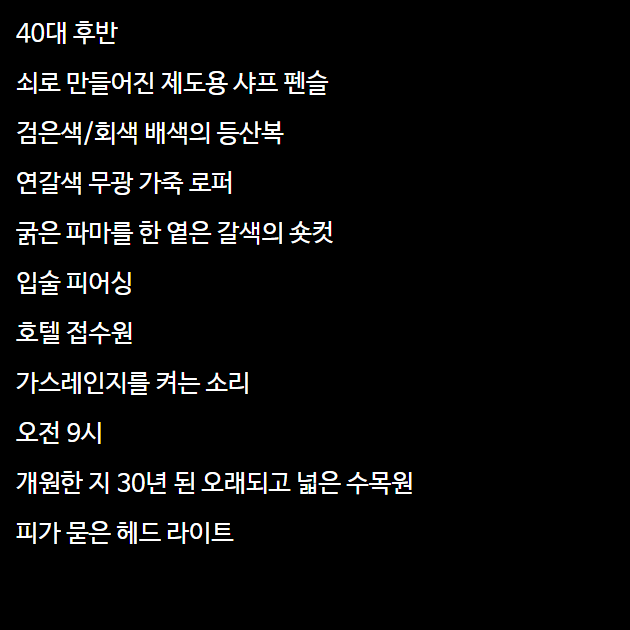 40대 후반
쇠로 만들어진 제도용 샤프 펜슬
검은색/회색 배색의 등산복
연갈색 무광 가죽 로퍼
굵은 파마를 한 옅은 갈색의 숏컷
입술 피어싱
호텔 접수원
가스레인지를 켜는 소리
오전 9시
개원한 지 30년 된 오래되고 넓은 수목원
피가 묻은 헤드 라이트